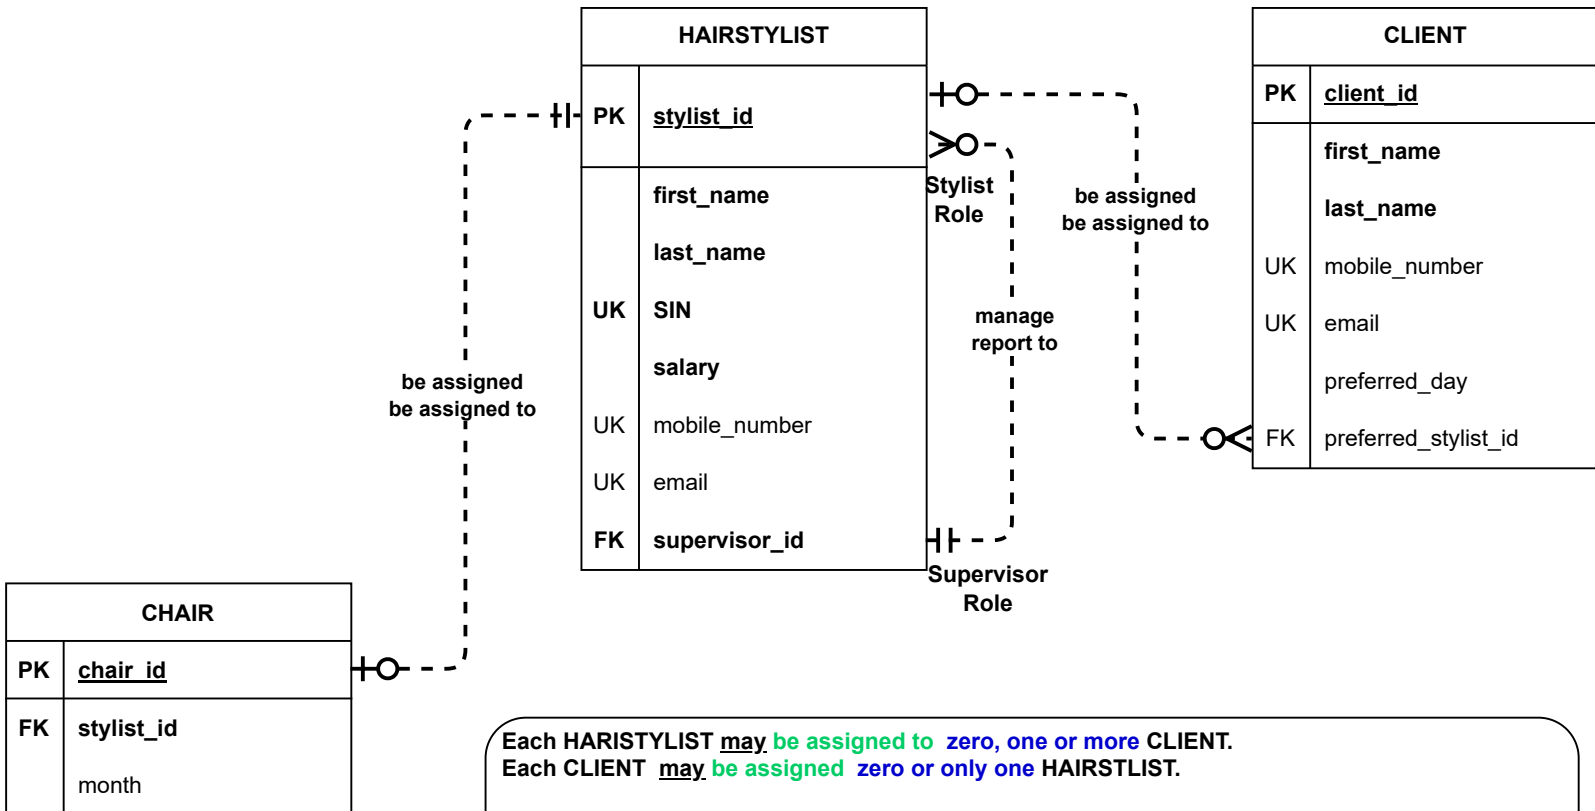 HAIRSTYLIST
PK stylist_id
first_name
last_name
UK SIN
salary
UK mobile_number
UK email
FK supervisor_id
CLIENT
PK client_id
first_name
last_name
UK mobile_number
UK email
preferred_day
FK preferred_stylist_id
Stylist
Role
be assigned
be assigned to
manage
report to
be assigned
be assigned to
Supervisor
Role
CHAIR
PK chair_id
FK stylist_id
month
Each HARISTYLIST may be assigned to zero, one or more CLIENT.
Each CLIENT may be assigned zero or only one HAIRSTLIST.